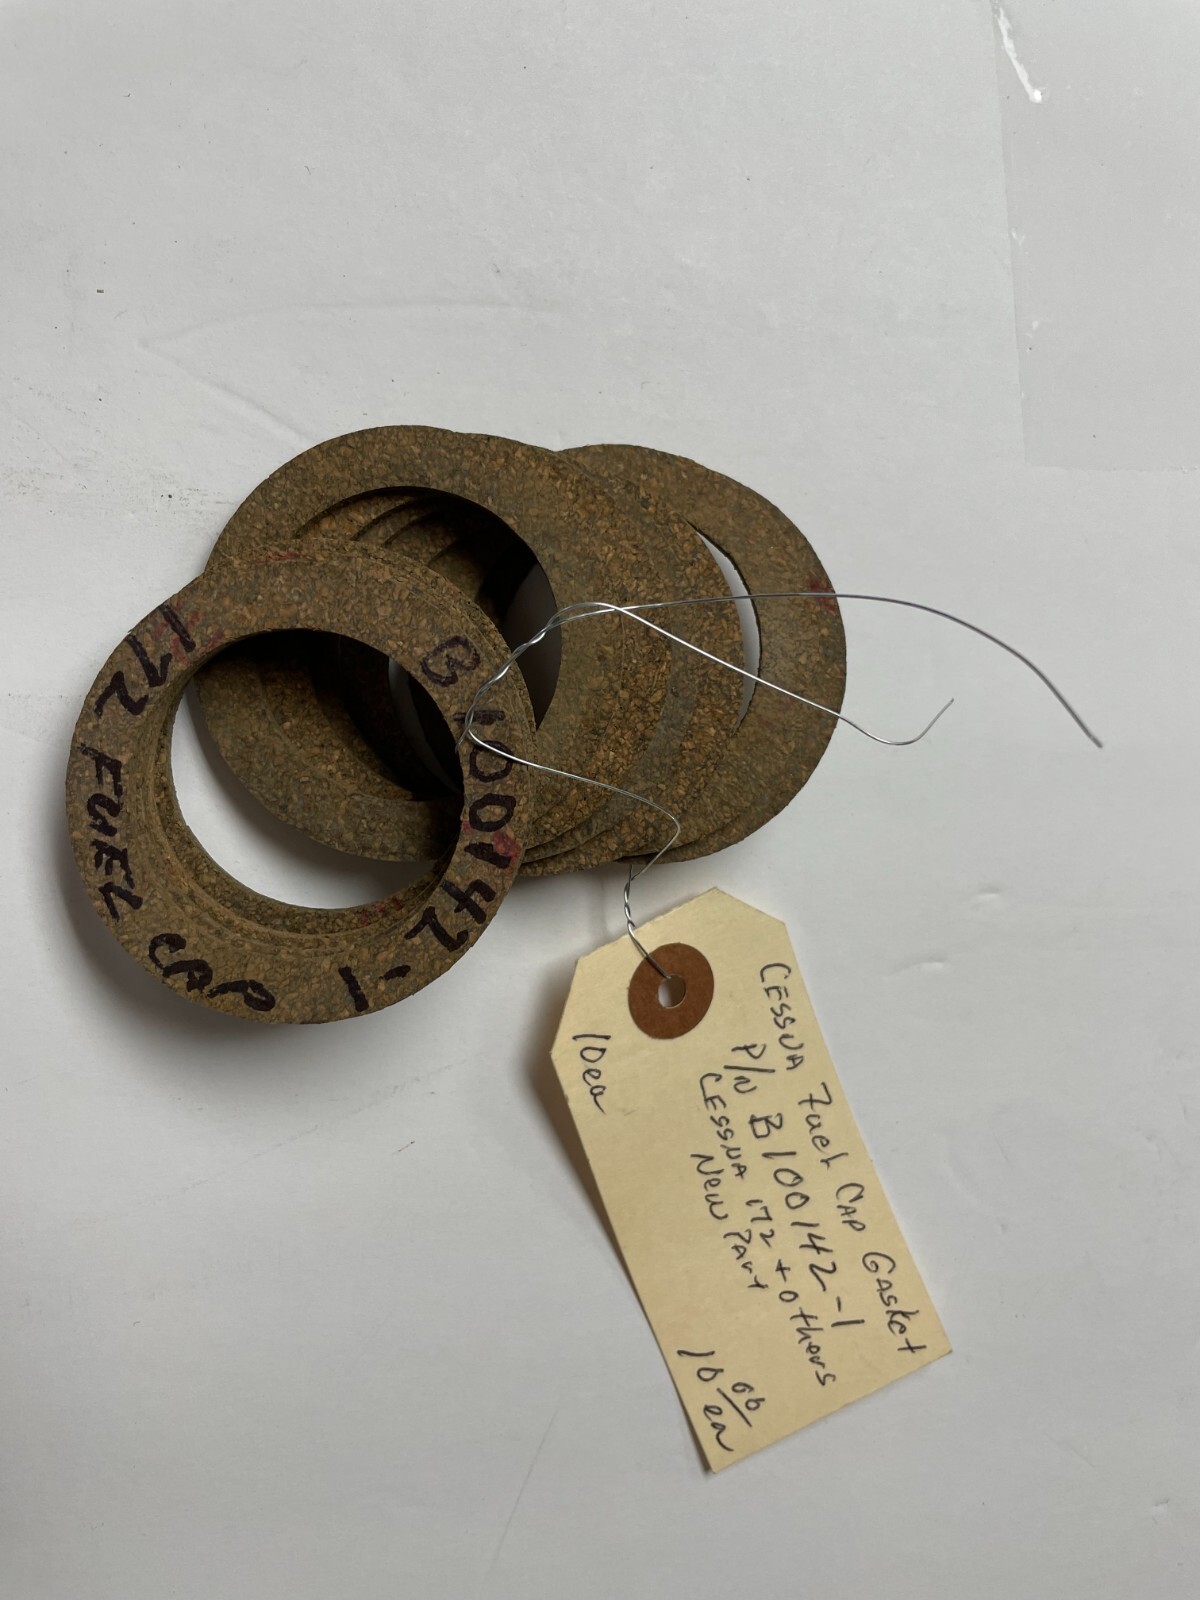 B100142-1
172 FUEL CAP
CESSNA Fuel CAP GASket
P/N B100142-1
CESSNA 172 + others
New Part
10ea
10 00 ea